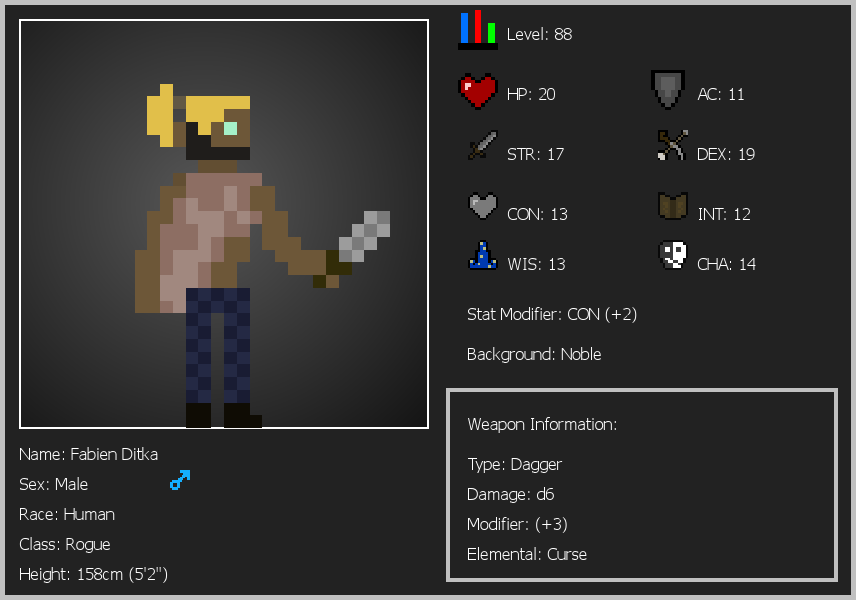 Level: 88
HP: 20
AC: 11
STR: 17
DEX: 19
CON: 13
INT: 12
WIS: 13
CHA: 14
Stat Modifier: CON (+2)
Background: Noble
Weapon Information:
Type: Dagger
Damage: d6
Modifier: (+3)
Elemental: Curse
Name: Fabien Ditka
Sex: Male
Race: Human
Class: Rogue
Height: 158cm (5'2")